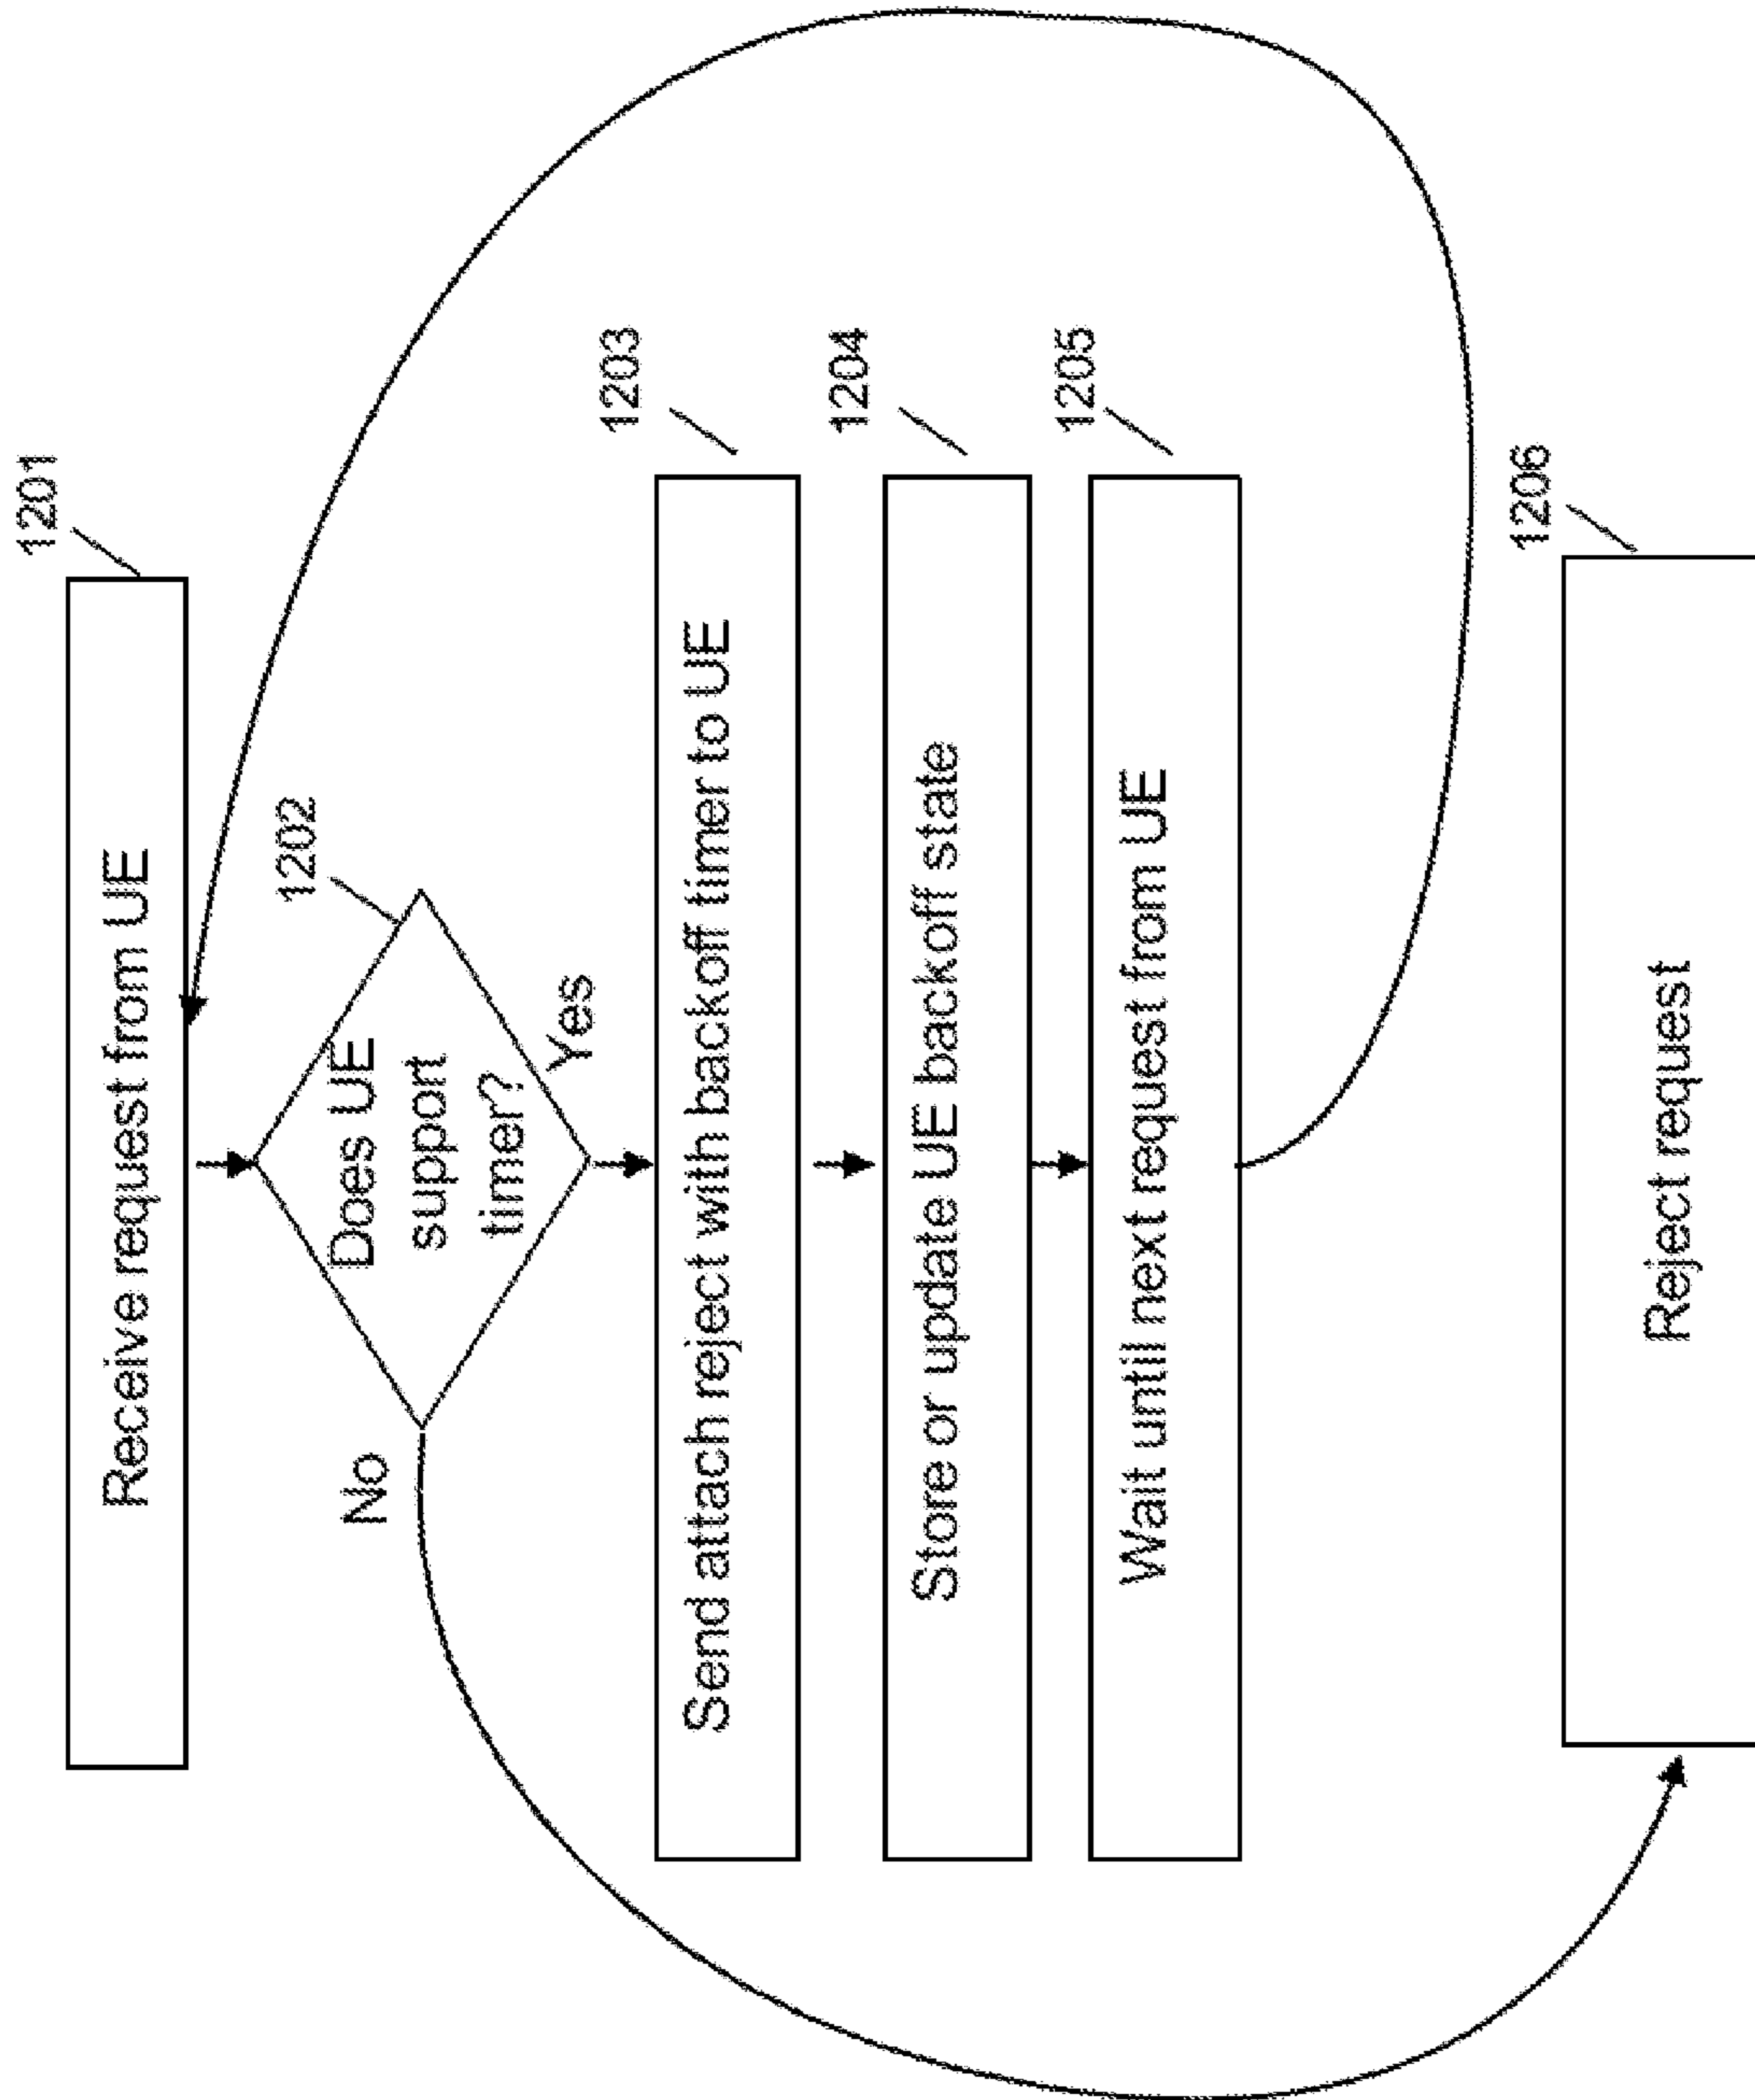 1201
Receive request from UE
1202
Does UE
support
timer?
No
Yes
1203
Send attach reject with backoff timer to UE
1204
Store or update UE backoff state
1205
Wait until next request from UE
1206
Reject request